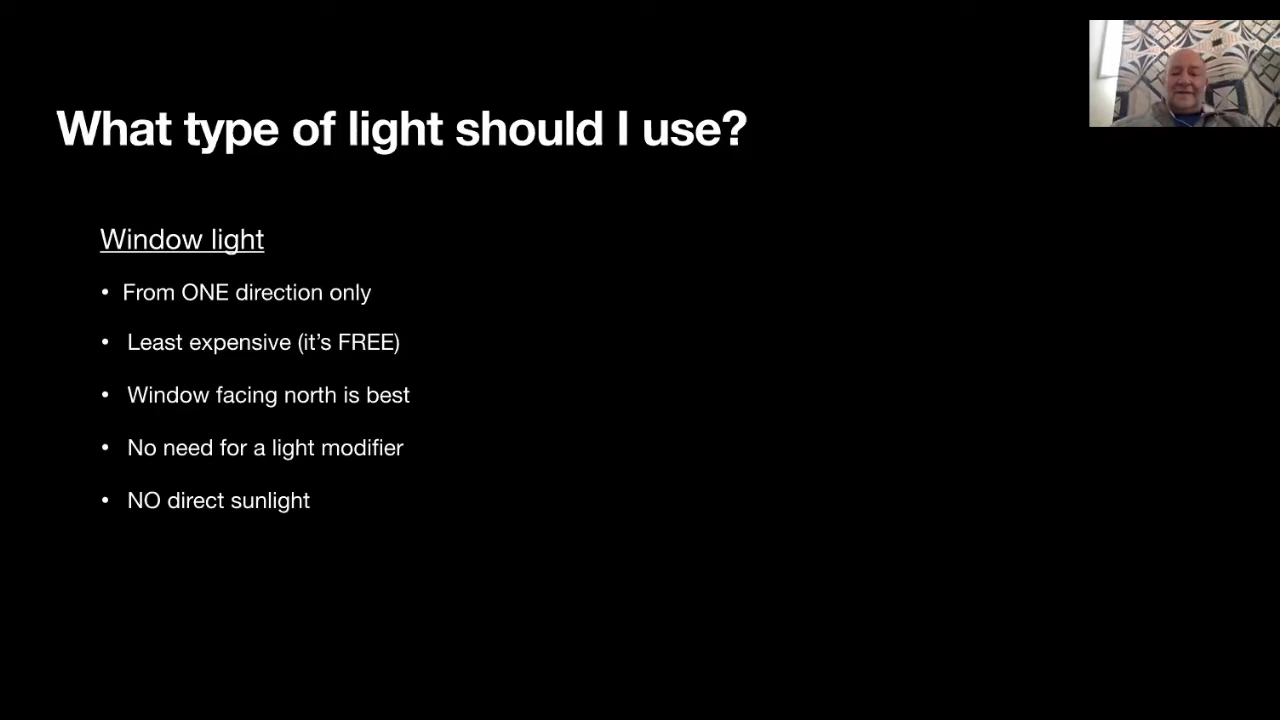 What type of light should I use?
Window light
• From ONE direction only
• Least expensive (it’s FREE)
• Window facing north is best
• No need for a light modifier
• NO direct sunlight